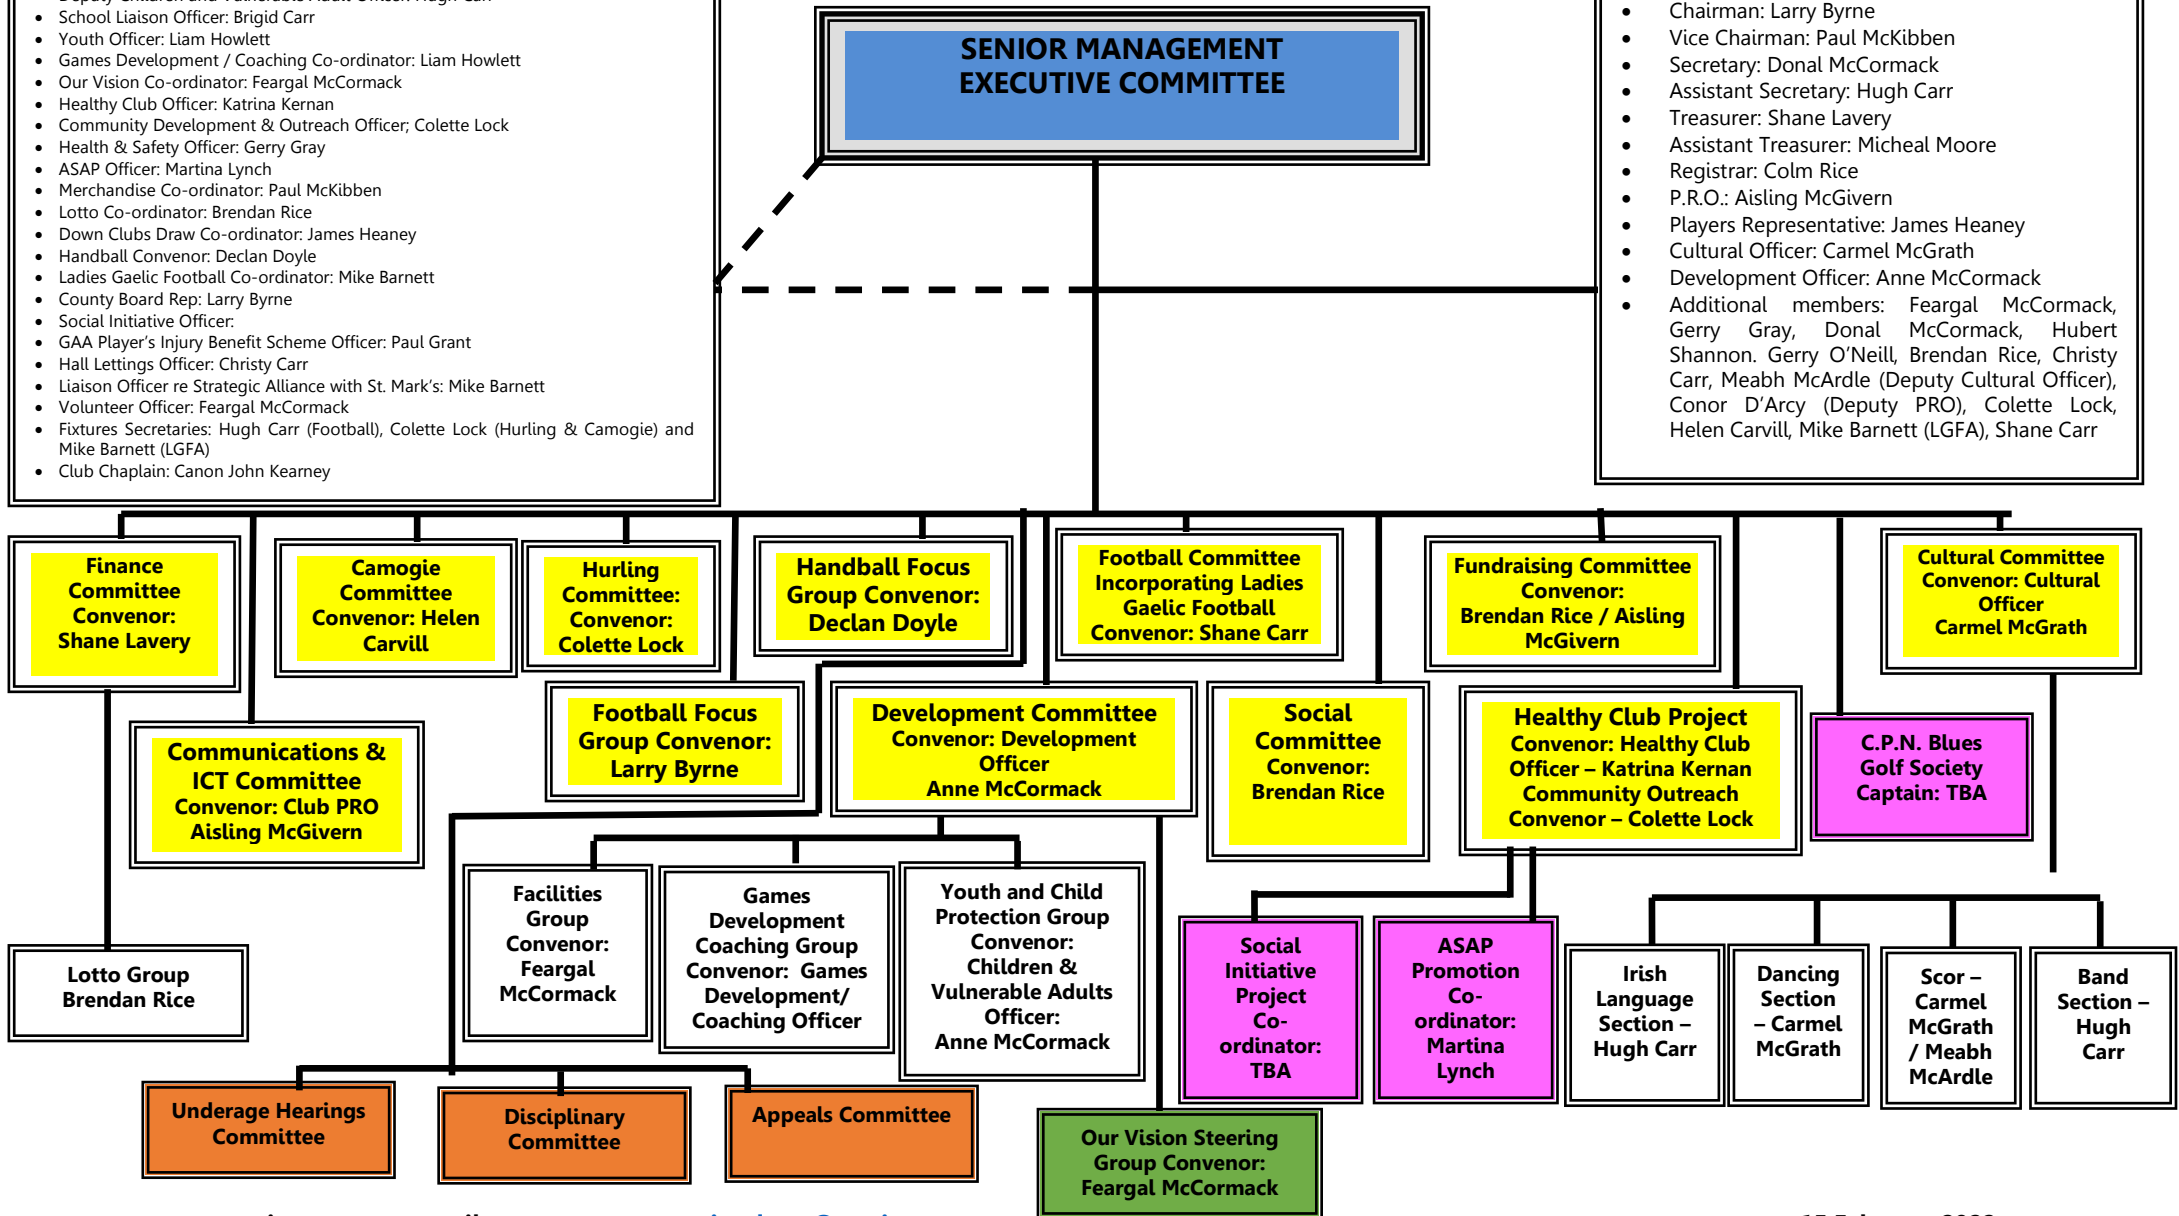 School Liaison Officer: Brigid Carr
Youth Officer: Liam Howlett
Games Development / Coaching Co-ordinator: Liam Howlett
Our Vision Co-ordinator: Feargal McCormack
Healthy Club Officer: Katrina Kernan
Community Development & Outreach Officer; Colette Lock
Health & Safety Officer: Gerry Gray
ASAP Officer: Martina Lynch
Merchandise Co-ordinator: Paul McKibben
Lotto Co-ordinator: Brendan Rice
Down Clubs Draw Co-ordinator: James Heaney
Handball Convenor: Declan Doyle
Ladies Gaelic Football Co-ordinator: Mike Barnett
County Board Rep: Larry Byrne
Social Initiative Officer:
GAA Player's Injury Benefit Scheme Officer: Paul Grant
Hall Lettings Officer: Christy Carr
Liaison Officer re Strategic Alliance with St. Mark's: Mike Barnett
Volunteer Officer: Feargal McCormack
Fixtures Secretaries: Hugh Carr (Football), Colette Lock (Hurling & Camogie) and
Mike Barnett (LGFA)
Club Chaplain: Canon John Kearney
SENIOR MANAGEMENT
EXECUTIVE COMMITTEE
Chairman: Larry Byrne
Vice Chairman: Paul McKibben
Secretary: Donal McCormack
Assistant Secretary: Hugh Carr
Treasurer: Shane Lavery
Assistant Treasurer: Micheal Moore
Registrar: Colm Rice
P.R.O.: Aisling McGivern
Players Representative: James Heaney
Cultural Officer: Carmel McGrath
Development Officer: Anne McCormack
Additional members: Feargal McCormack,
Gerry Gray, Donal McCormack, Hubert
Shannon. Gerry O'Neill, Brendan Rice, Christy
Carr, Meabh McArdle (Deputy Cultural Officer),
Conor D'Arcy (Deputy PRO), Colette Lock,
Helen Carvill, Mike Barnett (LGFA), Shane Carr
Finance
Committee
Convenor:
Shane Lavery
Camogie
Committee
Convenor: Helen
Carvill
Hurling
Committee:
Convenor:
Colette Lock
Handball Focus
Group Convenor:
Declan Doyle
Football Committee
Incorporating Ladies
Gaelic Football
Convenor: Shane Carr
Fundraising Committee
Convenor:
Brendan Rice / Aisling
McGivern
Cultural Committee
Convenor: Cultural
Officer
Carmel McGrath
Communications &
ICT Committee
Convenor: Club PRO
Aisling McGivern
Football Focus
Group Convenor:
Larry Byrne
Development Committee
Convenor: Development
Officer
Anne McCormack
Social
Committee
Convenor:
Brendan Rice
Healthy Club Project
Convenor: Healthy Club
Officer – Katrina Kernan
Community Outreach
Convenor – Colette Lock
C.P.N. Blues
Golf Society
Captain: TBA
Lotto Group
Brendan Rice
Facilities
Group
Convenor:
Feargal
McCormack
Games
Development
Coaching Group
Convenor: Games
Development/
Coaching Officer
Youth and Child
Protection Group
Convenor:
Children &
Vulnerable Adults
Officer:
Anne McCormack
Social
Initiative
Project
Co-
ordinator:
TBA
ASAP
Promotion
Co-
ordinator:
Martina
Lynch
Irish
Language
Section –
Hugh Carr
Dancing
Section
– Carmel
McGrath
Scor –
Carmel
McGrath
/ Meabh
McArdle
Band
Section –
Hugh
Carr
Underage Hearings
Committee
Disciplinary
Committee
Appeals Committee
Our Vision Steering
Group Convenor:
Feargal McCormack